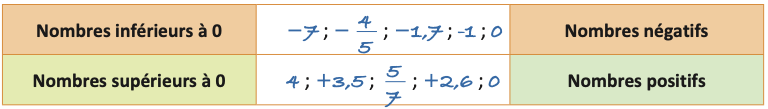 Nombres inférieurs à 0 −7 ; − 4/5 ; −1,7 ; -1 ; 0 Nombres négatifs
Nombres supérieurs à 0 4 ; +3,5 ; 5/7 ; +2,6 ; 0 Nombres positifs